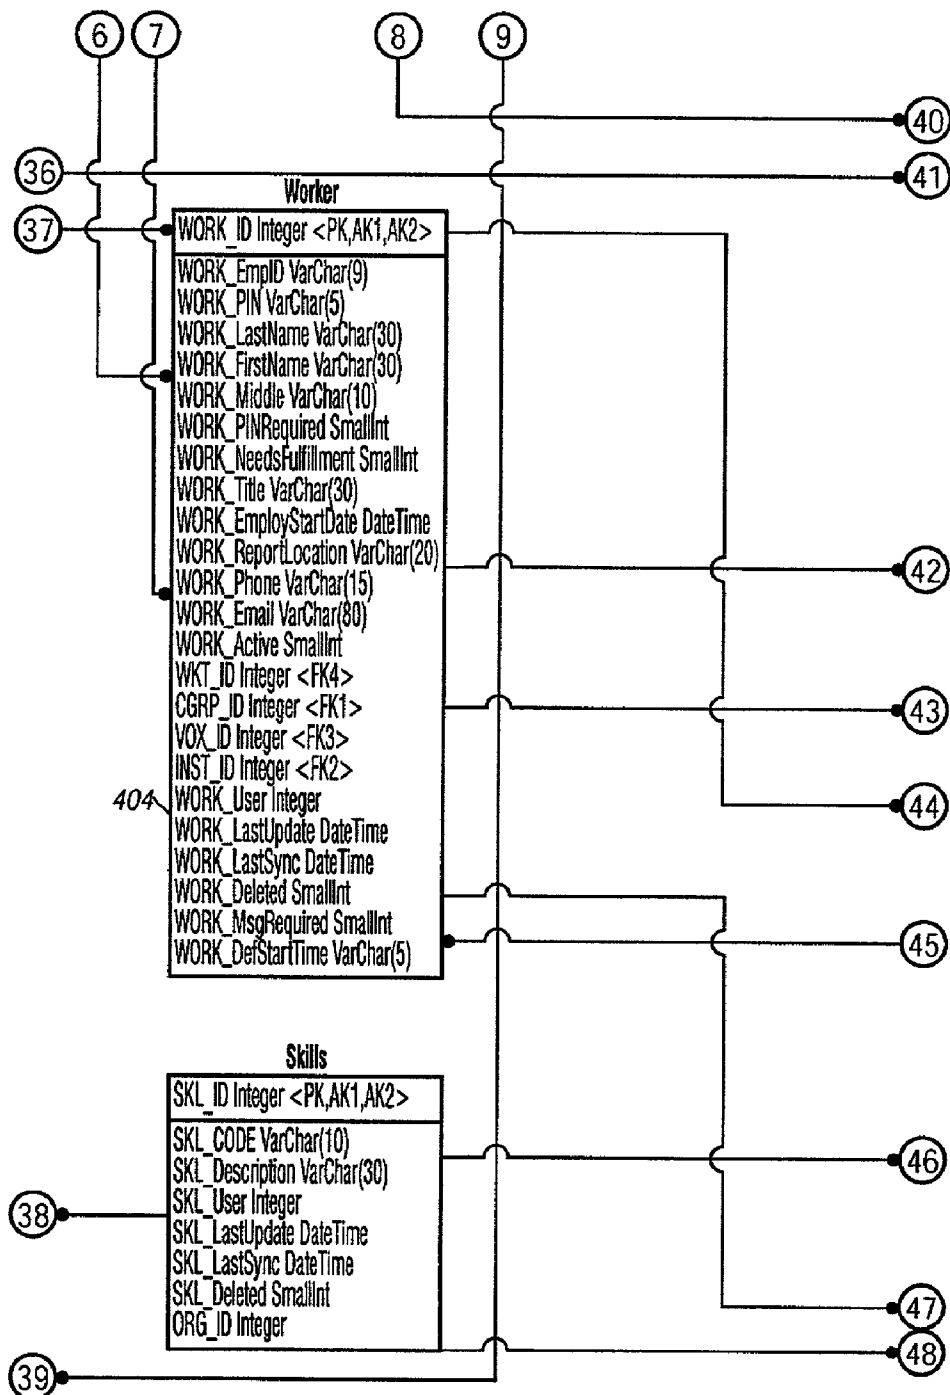 6 7 8 9
40
36 41
Worker
37 WORK_ID Integer <PK,AK1,AK2>
WORK_EmpID VarChar(9)
WORK_PIN VarChar(5)
WORK_LastName VarChar(30)
WORK_FirstName VarChar(30)
WORK_Middle VarChar(10)
WORK_PINRequired SmallInt
WORK_NeedsFulfillment SmallInt
WORK_Title VarChar(30)
WORK_EmployStartDate DateTime
WORK_ReportLocation VarChar(20)
WORK_Phone VarChar(15)
42
WORK_Email VarChar(80)
WORK_Active SmallInt
WKT_ID Integer <FK4>
CGRP_ID Integer <FK1>
43
VOX_ID Integer <FK3>
INST_ID Integer <FK2>
404 WORK_User Integer
44
WORK_LastUpdate DateTime
WORK_LastSync DateTime
WORK_Deleted SmallInt
WORK_MsgRequired SmallInt
45
WORK_DefStartTime VarChar(5)
Skills
SKL_ID Integer <PK,AK1,AK2>
SKL_CODE VarChar(10)
46
SKL_Description VarChar(30)
SKL_User Integer
38
SKL_LastUpdate DateTime
SKL_LastSync DateTime
SKL_Deleted SmallInt
47
ORG_ID Integer
48
39